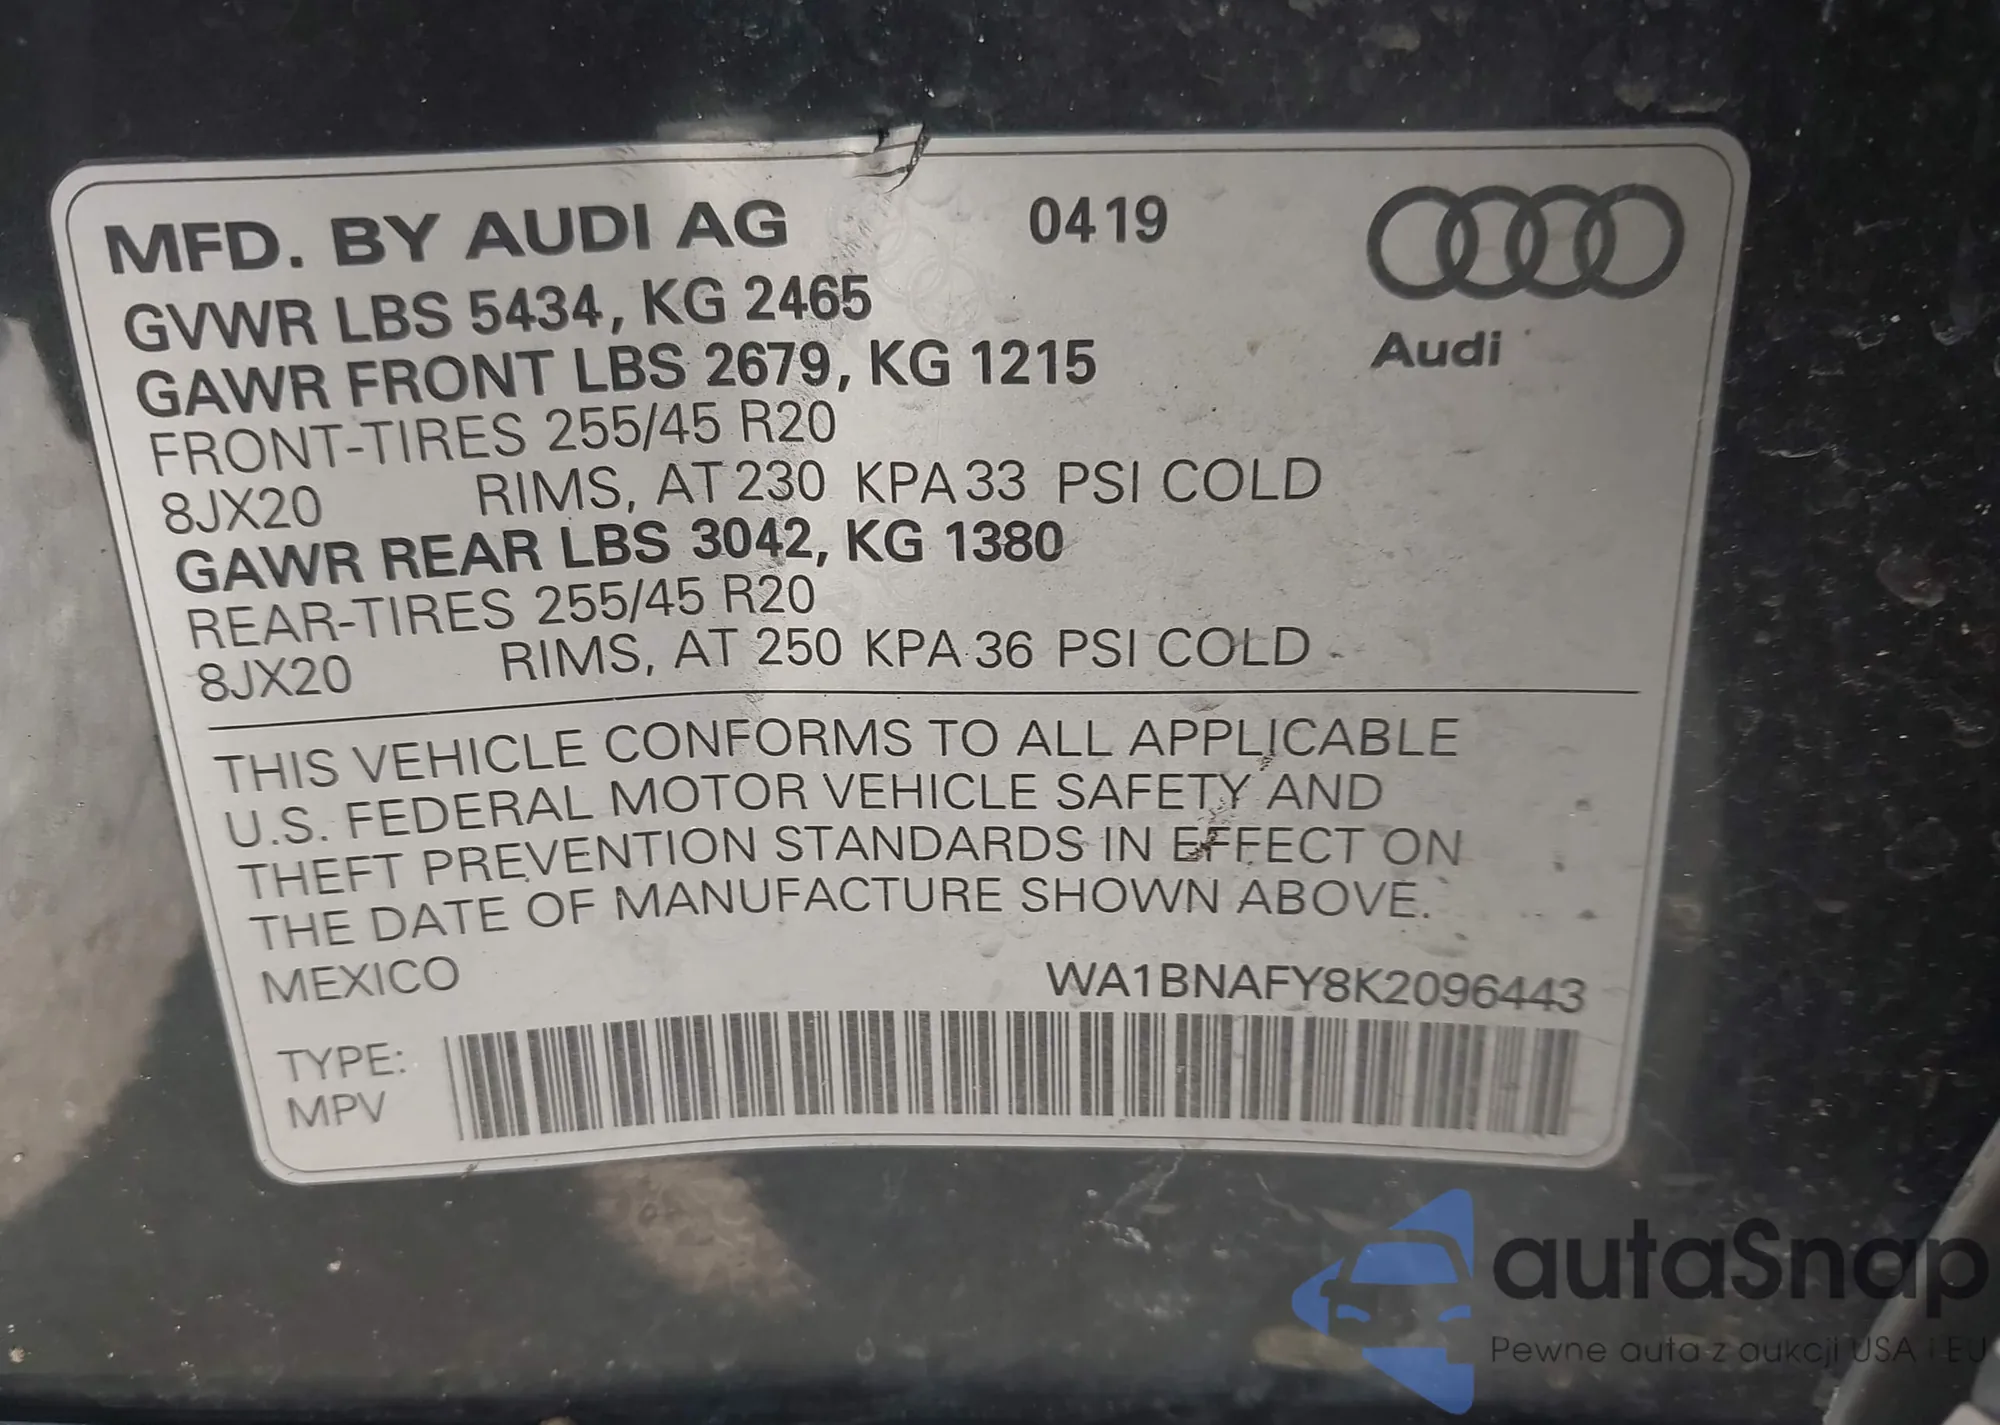 MFD. BY AUDI AG 0419
GVWR LBS 5434, KG 2465
Audi
GAWR FRONT LBS 2679, KG 1215
FRONT-TIRES 255/45 R20
8JX20 RIMS, AT 230 KPA 33 PSI COLD
GAWR REAR LBS 3042, KG 1380
REAR-TIRES 255/45 R20
8JX20 RIMS, AT 250 KPA 36 PSI COLD
THIS VEHICLE CONFORMS TO ALL APPLICABLE
U.S. FEDERAL MOTOR VEHICLE SAFETY AND
THEFT PREVENTION STANDARDS IN EFFECT ON
THE DATE OF MANUFACTURE SHOWN ABOVE.
MEXICO WA1BNAFY8K2096443
TYPE:
MPV
autaSnap
Pewne auta z aukcji USA i EU